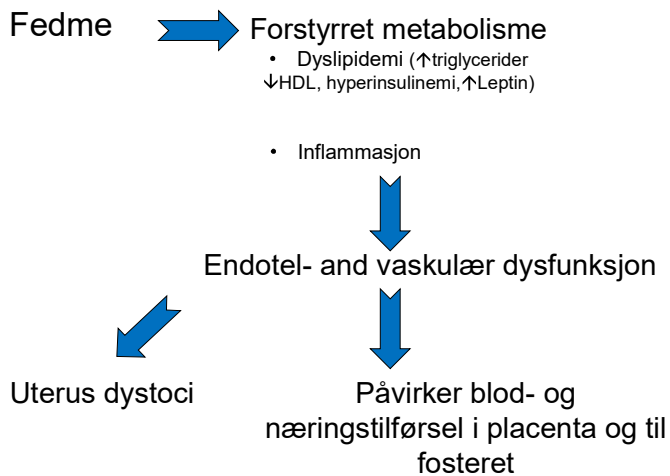 Fedme
Forstyrret metabolisme
• Dyslipidemi (↑triglycerider
↓HDL, hyperinsulinemi,↑Leptin)
• Inflammasjon
Endotel- and vaskulær dysfunksjon
Uterus dystoci
Påvirker blod- og
næringstilførsel i placenta og til
fosteret